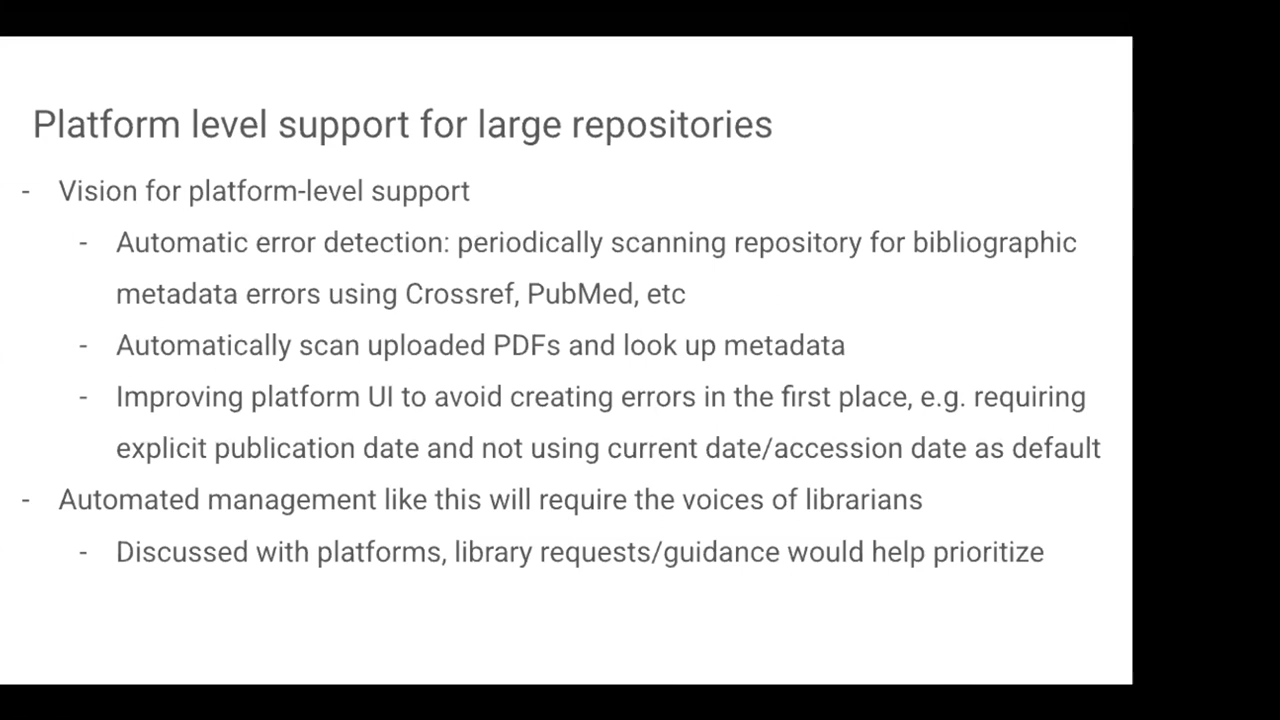 Platform level support for large repositories
- Vision for platform-level support
- Automatic error detection: periodically scanning repository for bibliographic
metadata errors using Crossref, PubMed, etc
- Automatically scan uploaded PDFs and look up metadata
- Improving platform UI to avoid creating errors in the first place, e.g. requiring
explicit publication date and not using current date/accession date as default
- Automated management like this will require the voices of librarians
- Discussed with platforms, library requests/guidance would help prioritize